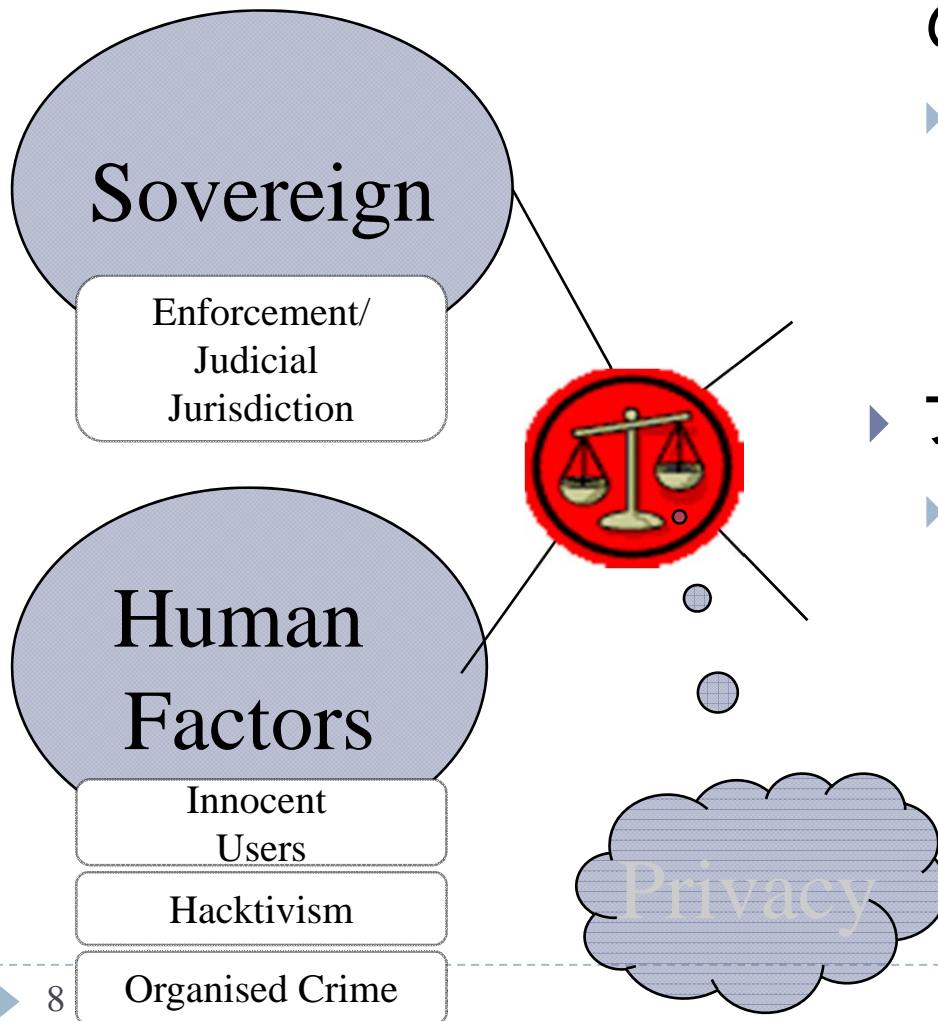 Sovereign
Enforcement/
Judicial
Jurisdiction
Human
Factors
Innocent
Users
Hacktivism
Organised Crime
Privacy
8